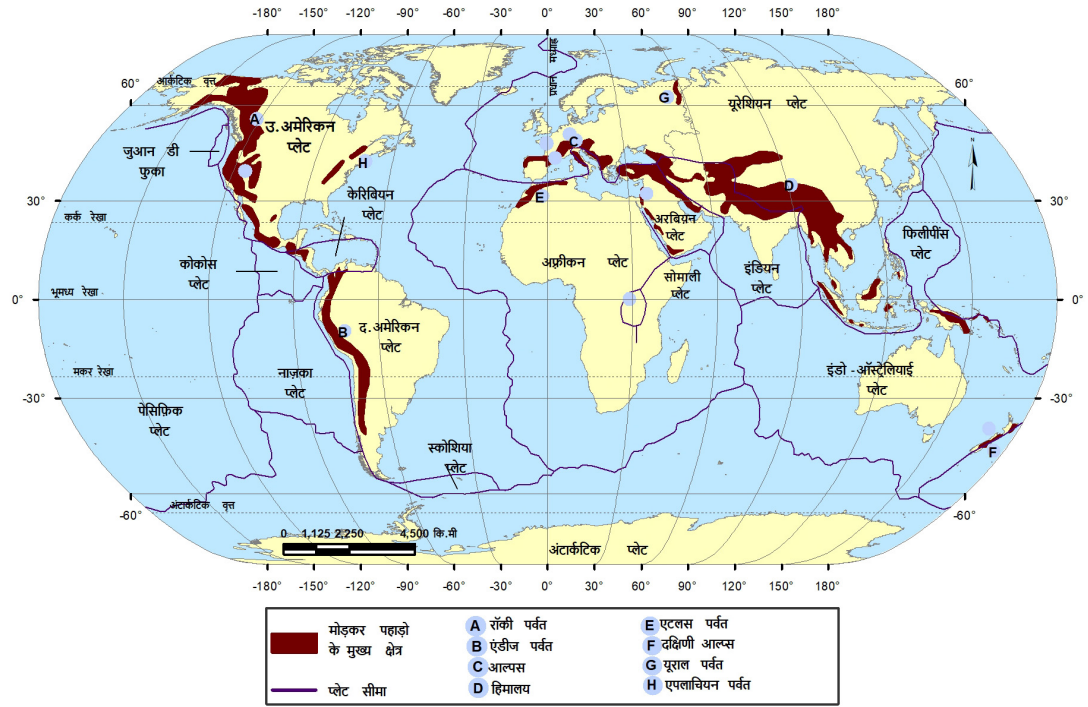 -180° -150° -120° -90° -60° -30° 0° 30° 60° 90° 120° 150° 180°
60° आर्कटिक वृत्त
प्रधान मध्याह
60°
G
यूरेशियन प्लेट
A
उ.अमेरिकन
प्लेट
C
जुआन डी
फुका
H
D
केरिबियन
प्लेट
E
30°
30°
कर्क रेखा
अरबियन
प्लेट
फिलीपींस
प्लेट
कोकोस
प्लेट
अफ्रीकन प्लेट
सोमाली
प्लेट
इंडियन
प्लेट
भूमध्य रेखा 0°
0°
B
द.अमेरिकन
प्लेट
नाज़का
प्लेट
मकर रेखा
इंडो -ऑस्ट्रेलियाई
प्लेट
-30°
-30°
पेसिफ़िक
प्लेट
स्कोशिया
प्लेट
F
अंटार्कटिक वृत्त
-60°
-60°
0 1,125 2,250 4,500 कि.मी
अंटार्कटिक प्लेट
-180° -150° -120° -90° -60° -30° 0° 30° 60° 90° 120° 150° 180°
मोड़कर पहाड़ो
के मुख्य क्षेत्र
प्लेट सीमा
A रॉकी पर्वत
B एंडीज पर्वत
C आल्पस
D हिमालय
E एटलस पर्वत
F दक्षिणी आल्प्स
G यूराल पर्वत
H एपलाचियन पर्वत